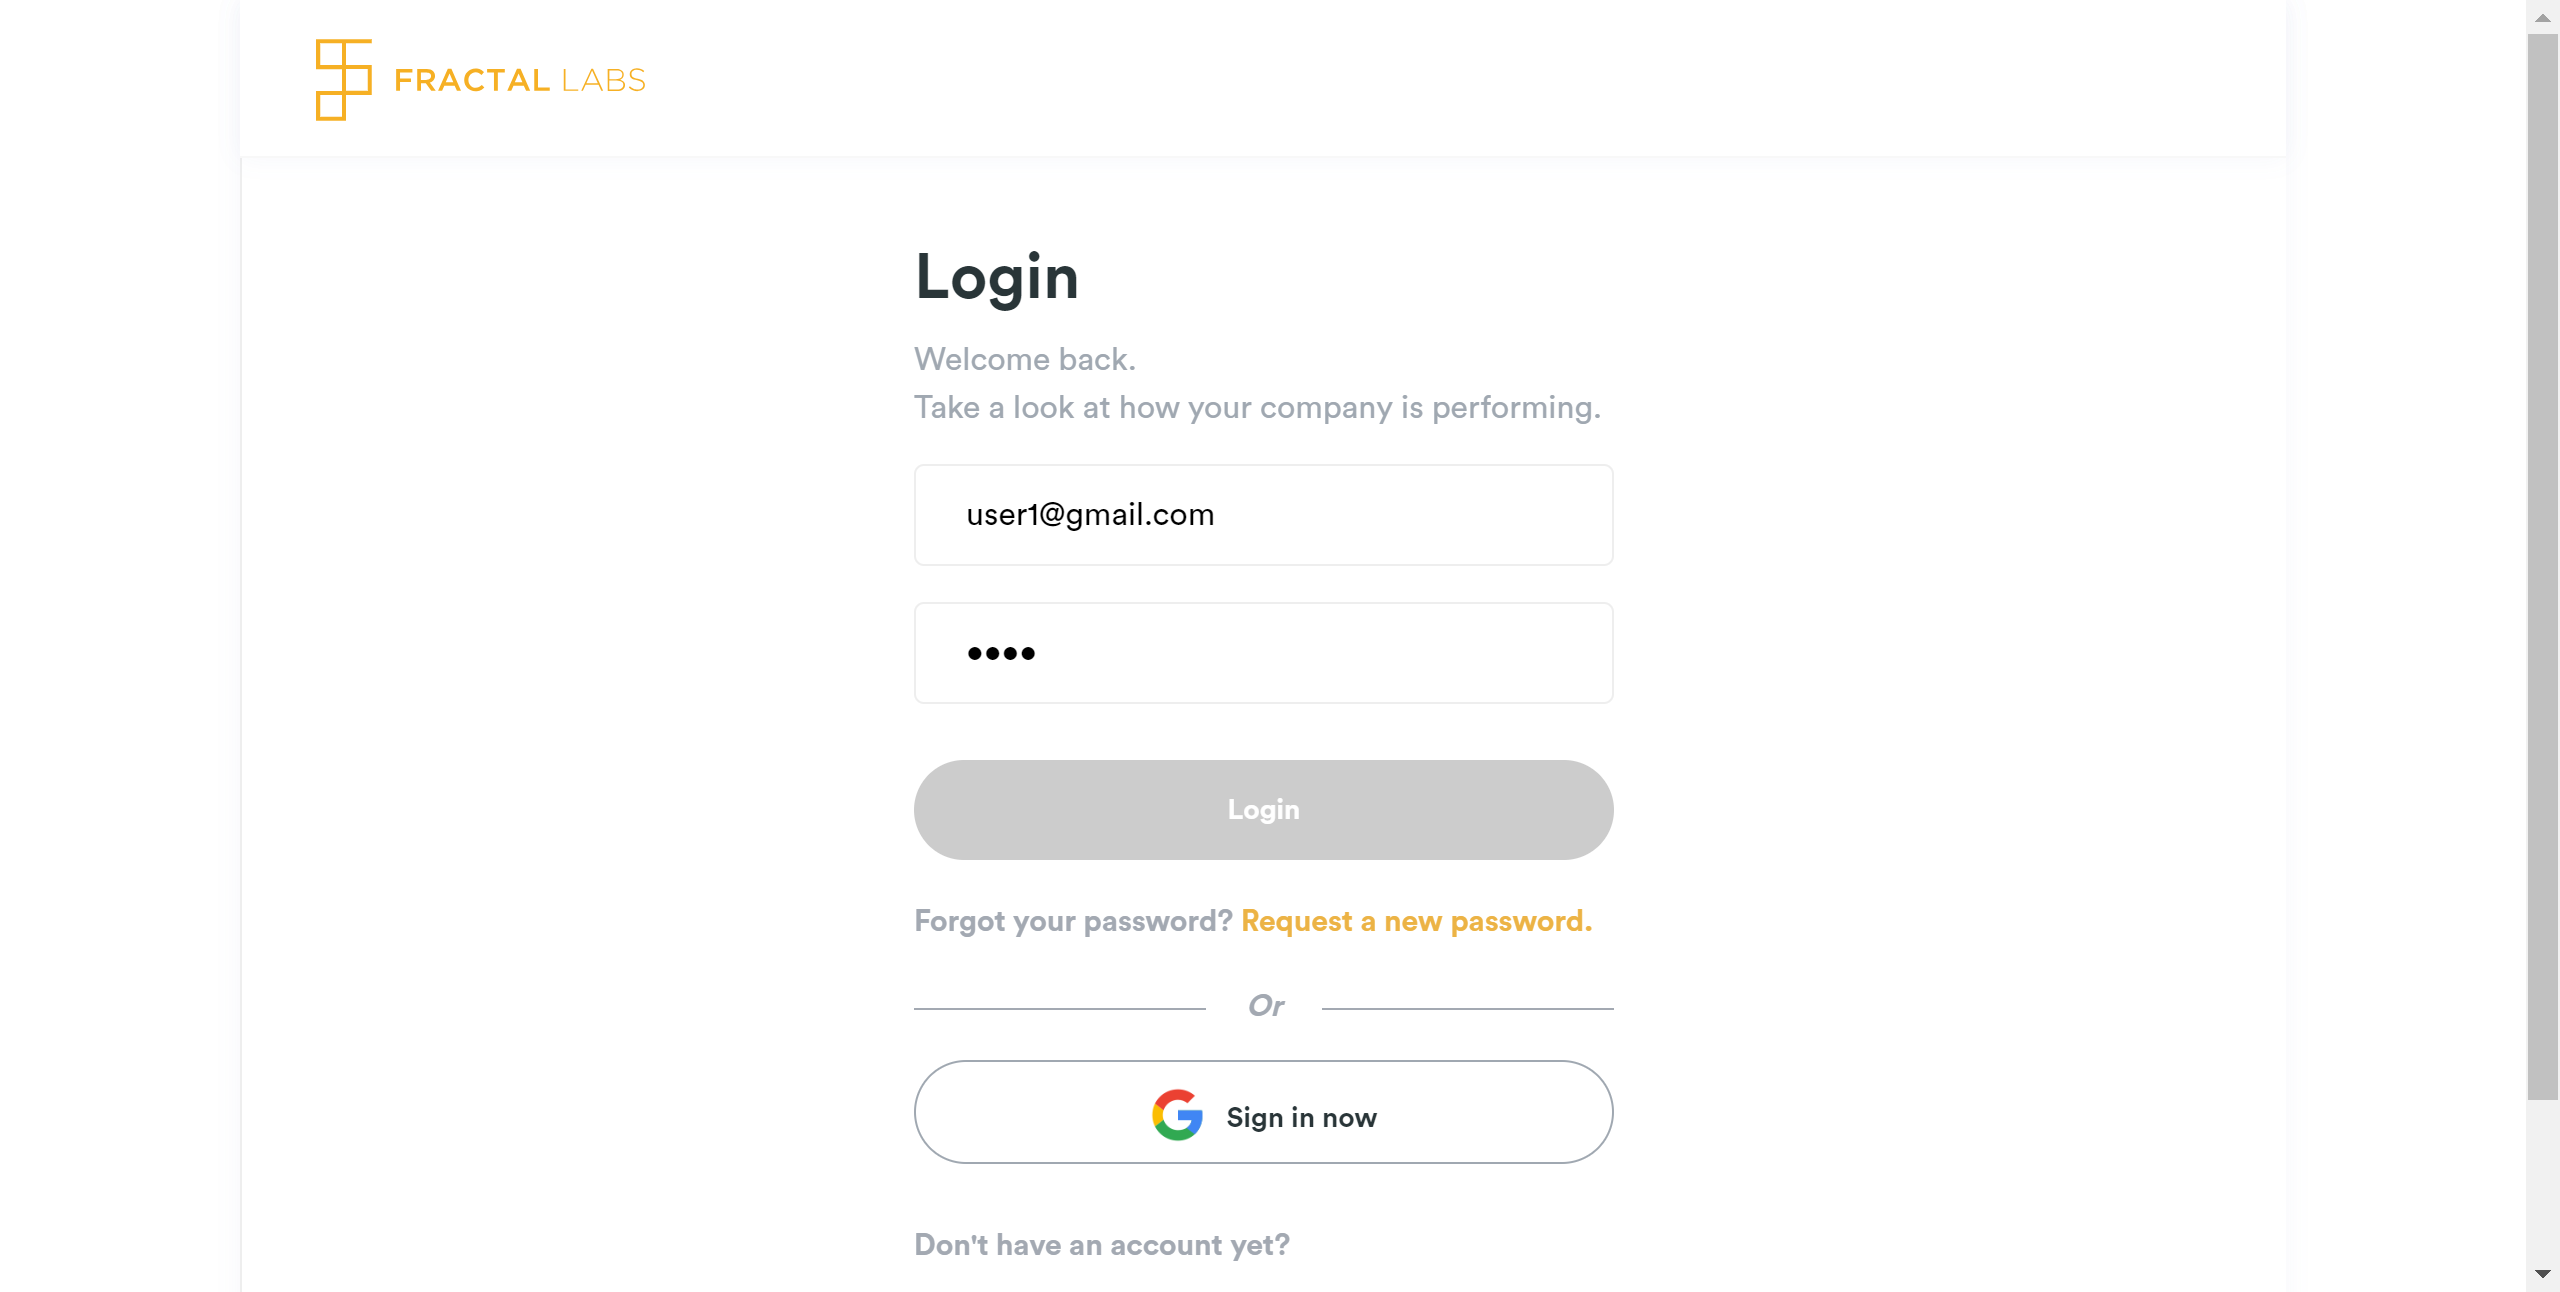 FRACTAL LABS
Login
Welcome back.
Take a look at how your company is performing.
user1@gmail.com
••••
Login
Forgot your password? Request a new password.
Or
Sign in now
Don't have an account yet?